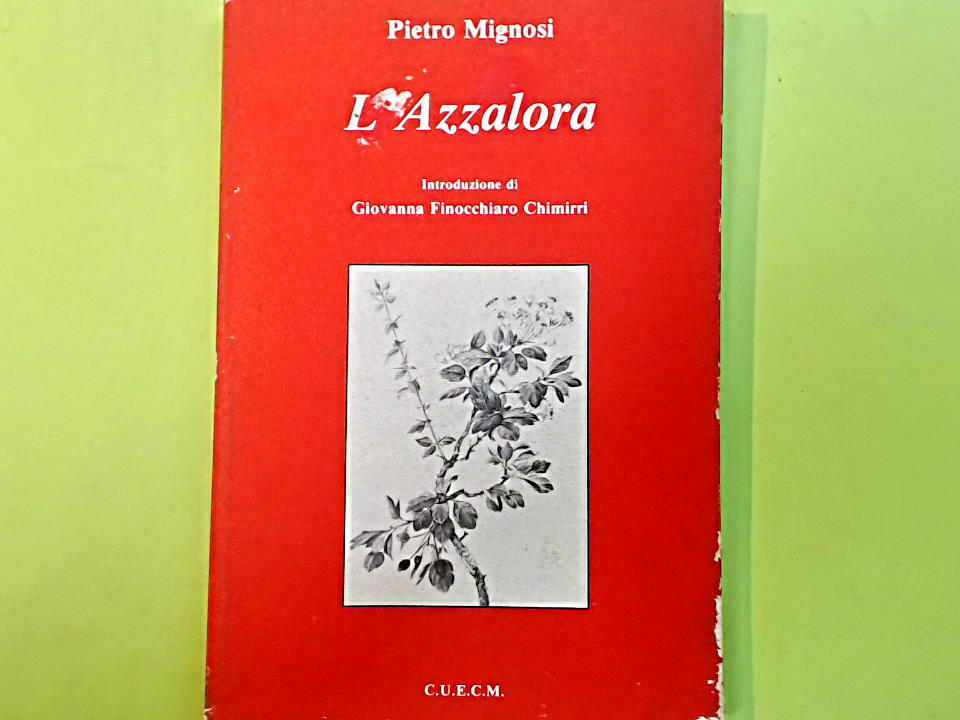 Pietro Mignosi
L'Azzalora
Introduzione di
Giovanna Finocchiaro Chimirri
C.U.E.C.M.